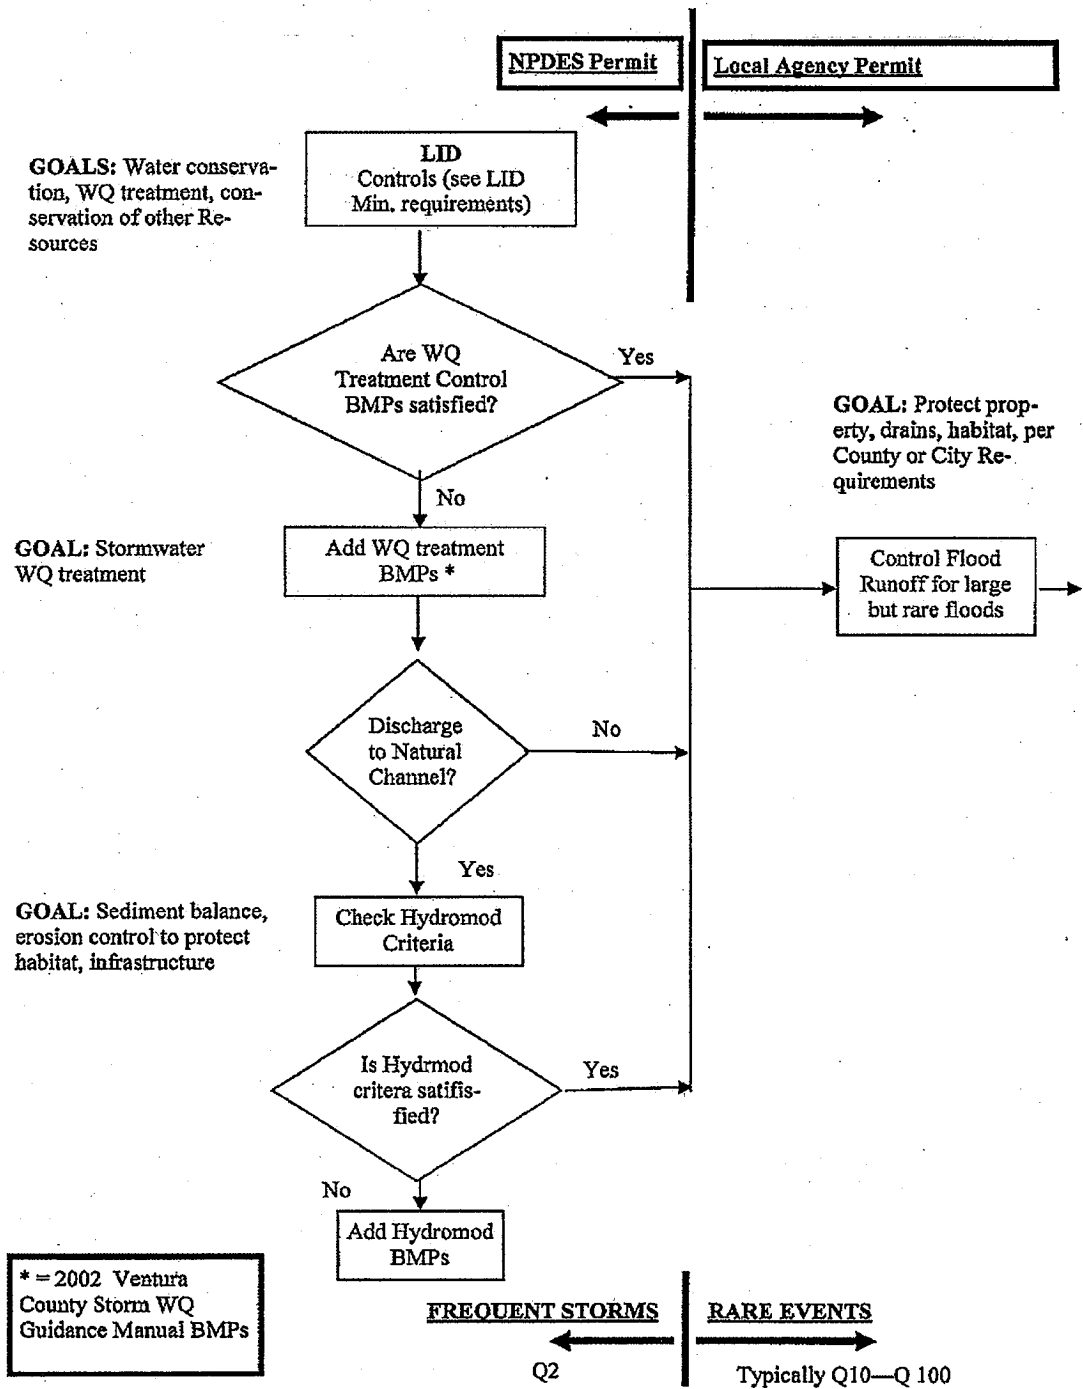 NPDES Permit
Local Agency Permit
LID
Controls (see LID
Min. requirements)
GOALS: Water conserva-
tion, WQ treatment, con-
servation of other Re-
sources
Are WQ
Treatment Control
BMPs satisfied?
Yes
GOAL: Protect prop-
erty, drains, habitat, per
County or City Re-
quirements
No
GOAL: Stormwater
WQ treatment
Add WQ treatment
BMPs *
Control Flood
Runoff for large
but rare floods
Discharge
to Natural
Channel?
No
Yes
GOAL: Sediment balance,
erosion control to protect
habitat, infrastructure
Check Hydromod
Criteria
Is Hydrmod
critera satifis-
fied?
Yes
No
Add Hydromod
BMPs
* = 2002 Ventura
County Storm WQ
Guidance Manual BMPs
FREQUENT STORMS
RARE EVENTS
Q2
Typically Q10—Q 100